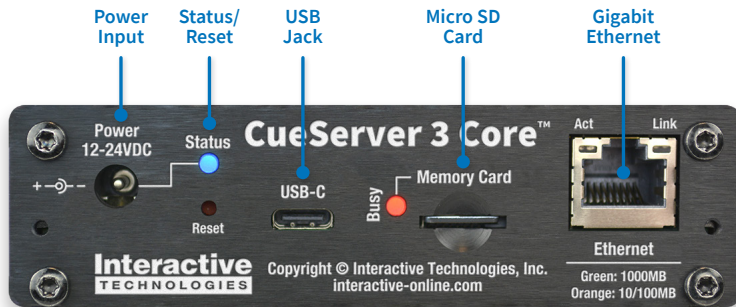 Power
Input
Status/
Reset
USB
Jack
Micro SD
Card
Gigabit
Ethernet
Power
12-24VDC
Status
CueServer 3 Core™
Act
Link
+
-
USB-C
Busy
Memory Card
Reset
Interactive
TECHNOLOGIES
Copyright © Interactive Technologies, Inc.
interactive-online.com
Ethernet
Green: 1000MB
Orange: 10/100MB